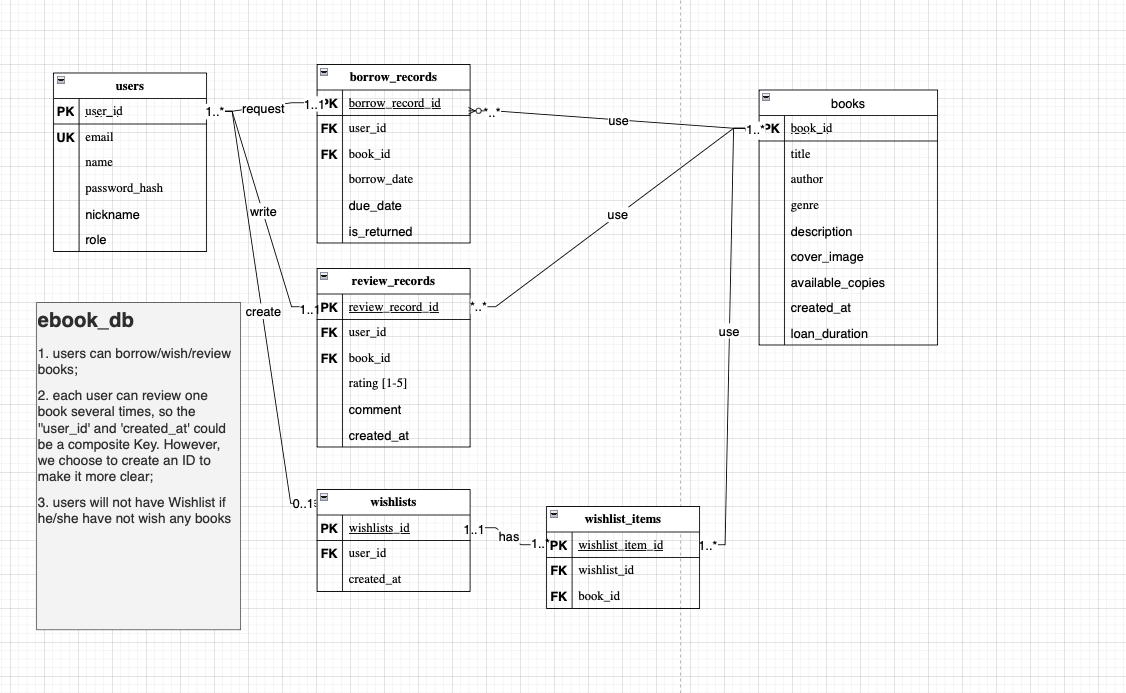 users
PK user_id
UK email
name
password_hash
nickname
role
1..*
request
1..1
write
1..1
create
0..1
borrow_records
PK borrow_record_id
FK user_id
FK book_id
borrow_date
due_date
is_returned
*..*
use
1..*
books
PK book_id
title
author
genre
description
cover_image
available_copies
created_at
loan_duration
review_records
PK review_record_id
FK user_id
FK book_id
rating [1-5]
comment
created_at
*..*
use
wishlists
PK wishlists_id
FK user_id
created_at
1..1
has
1..*
wishlist_items
PK wishlist_item_id
FK wishlist_id
FK book_id
1..*
use
ebook_db
1. users can borrow/wish/review
books;
2. each user can review one
book several times, so the
"user_id' and 'created_at' could
be a composite Key. However,
we choose to create an ID to
make it more clear;
3. users will not have Wishlist if
he/she have not wish any books